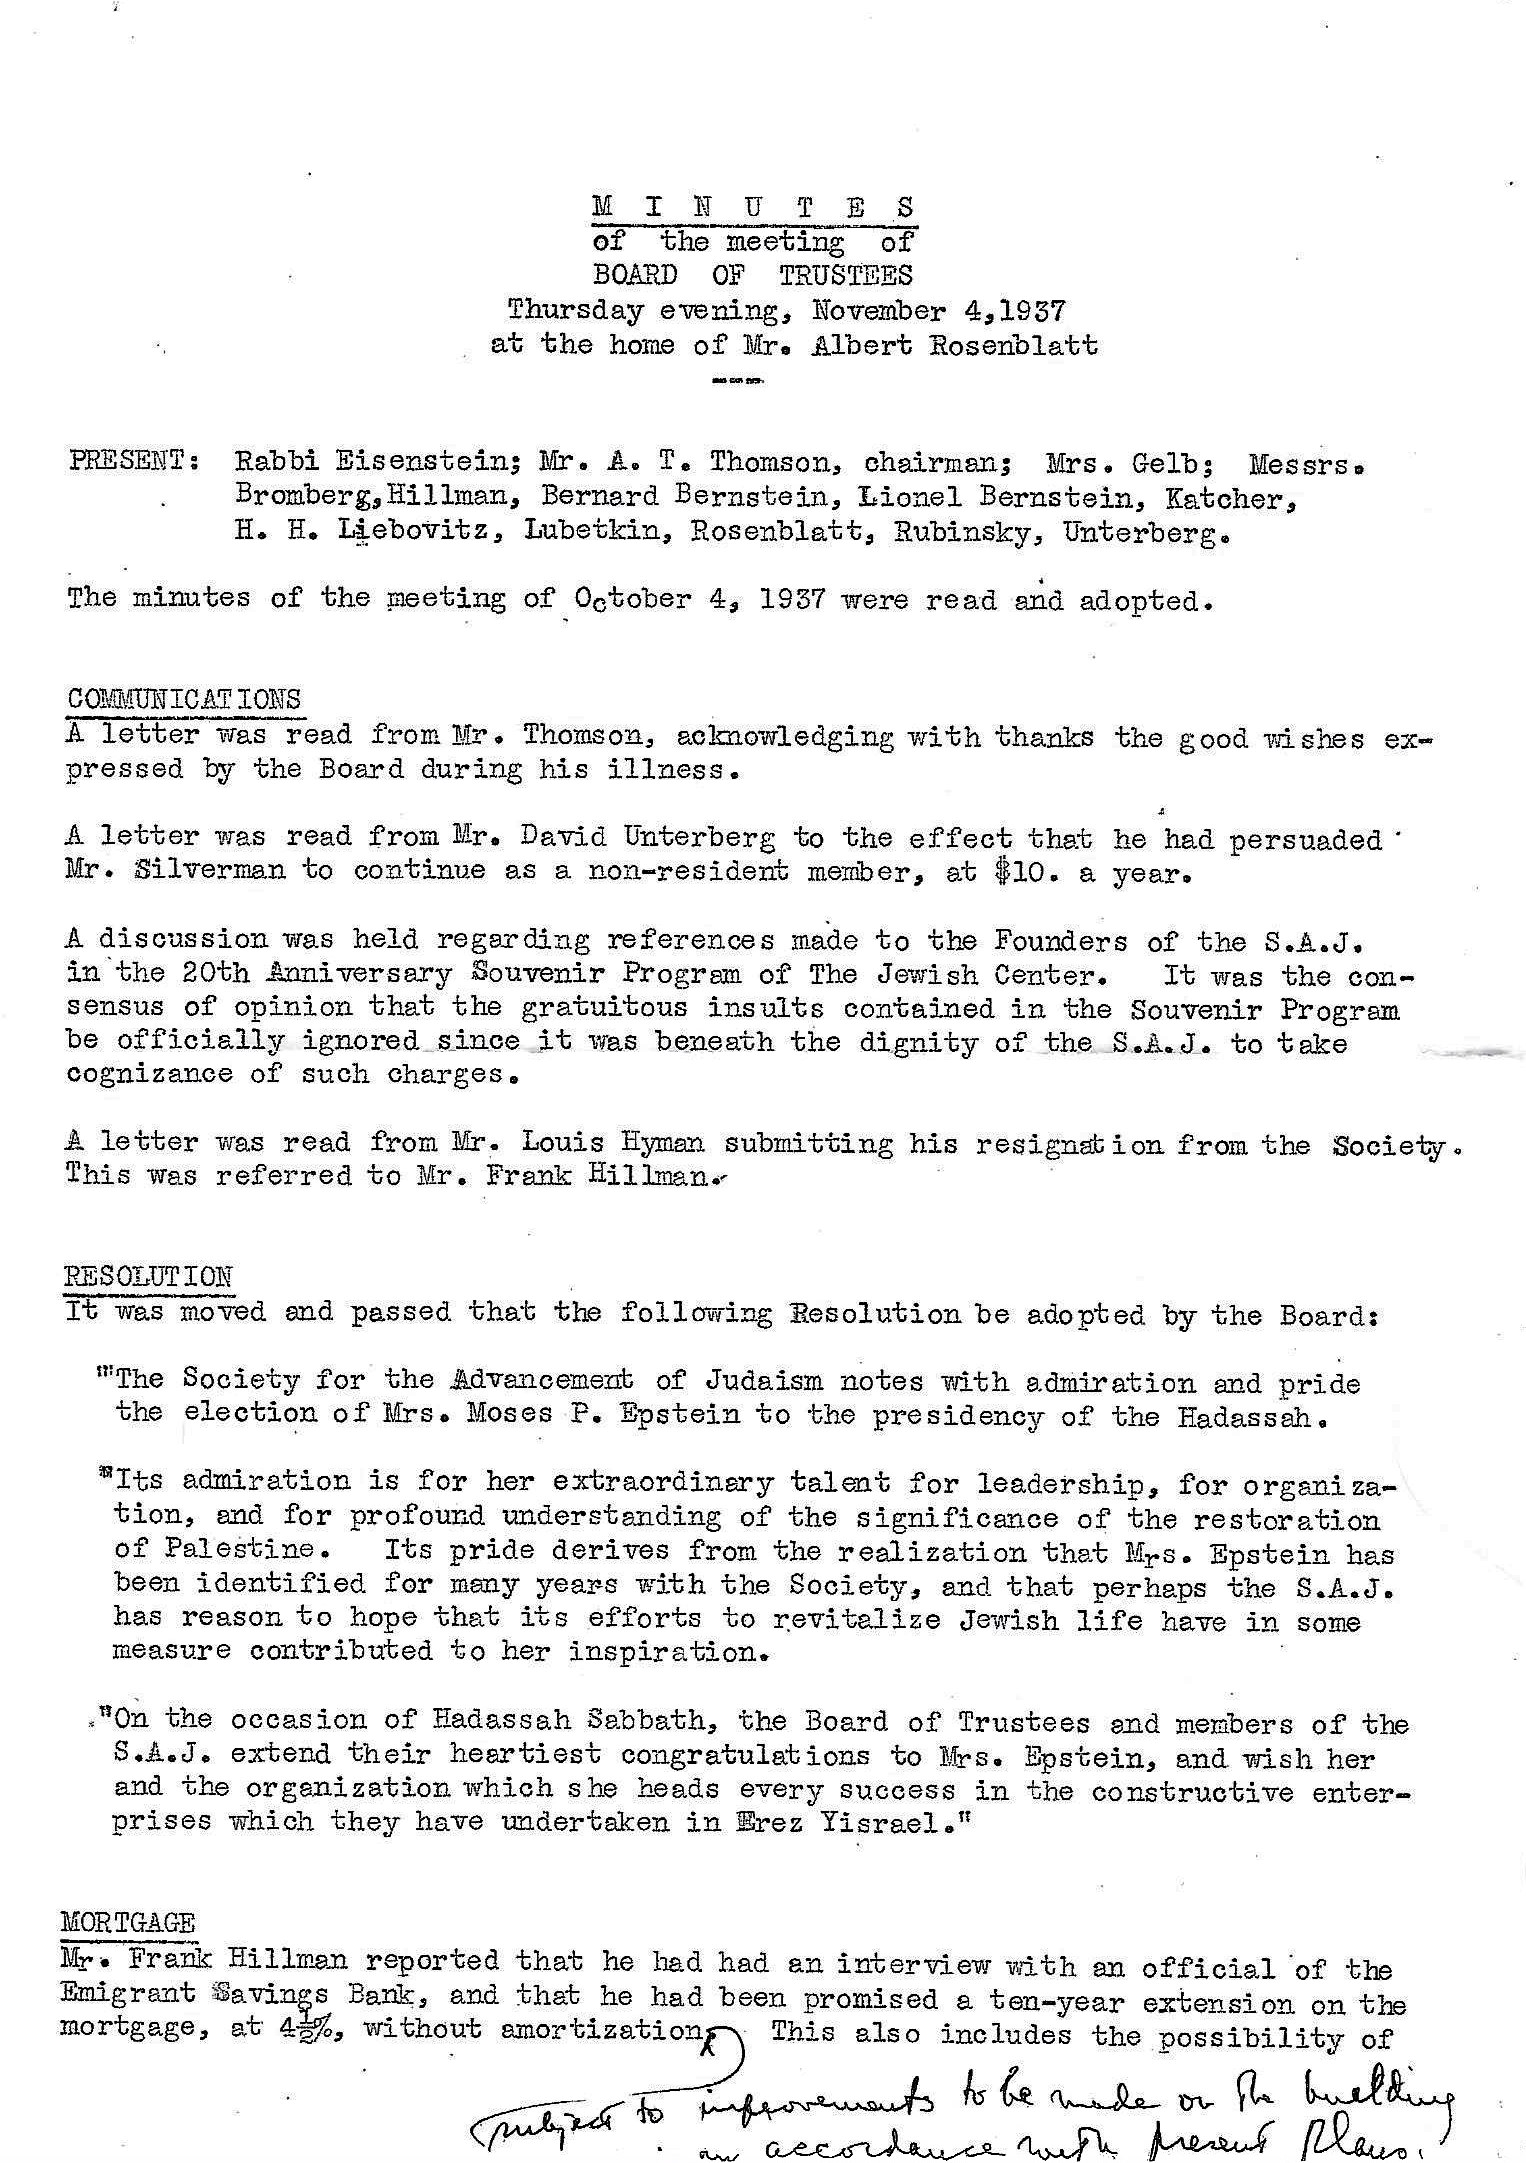 M I N U T E S
of the meeting of
BOARD OF TRUSTEES
Thursday evening, November 4,1937
at the home of Mr. Albert Rosenblatt
PRESENT: Rabbi Eisenstein; Mr. A. T. Thomson, chairman; Mrs. Gelb; Messrs.
Bromberg,Hillman, Bernard Bernstein, Lionel Bernstein, Katcher,
H. H. Liebovitz, Lubetkin, Rosenblatt, Rubinsky, Unterberg.
The minutes of the meeting of October 4, 1937 were read and adopted.
COMMUNICATIONS
A letter was read from Mr. Thomson, acknowledging with thanks the good wishes ex-
pressed by the Board during his illness.
A letter was read from Mr. David Unterberg to the effect that he had persuaded
Mr. Silverman to continue as a non-resident member, at $10. a year.
A discussion was held regarding references made to the Founders of the S.A.J.
in the 20th Anniversary Souvenir Program of The Jewish Center. It was the con-
sensus of opinion that the gratuitous insults contained in the Souvenir Program
be officially ignored since it was beneath the dignity of the S.A.J. to take
cognizance of such charges.
A letter was read from Mr. Louis Hyman submitting his resignation from the Society.
This was referred to Mr. Frank Hillman.
RESOLUTION
It was moved and passed that the following Resolution be adopted by the Board:
"The Society for the Advancement of Judaism notes with admiration and pride
the election of Mrs. Moses P. Epstein to the presidency of the Hadassah.
"Its admiration is for her extraordinary talent for leadership, for organiza-
tion, and for profound understanding of the significance of the restoration
of Palestine. Its pride derives from the realization that Mrs. Epstein has
been identified for many years with the Society, and that perhaps the S.A.J.
has reason to hope that its efforts to revitalize Jewish life have in some
measure contributed to her inspiration.
"On the occasion of Hadassah Sabbath, the Board of Trustees and members of the
S.A.J. extend their heartiest congratulations to Mrs. Epstein, and wish her
and the organization which she heads every success in the constructive enter-
prises which they have undertaken in Erez Yisrael."
MORTGAGE
Mr. Frank Hillman reported that he had had an interview with an official of the
Emigrant Savings Bank, and that he had been promised a ten-year extension on the
mortgage, at 4½%, without amortization, This also includes the possibility of
subject to improvements to be made on the building
in accordance with present plans.